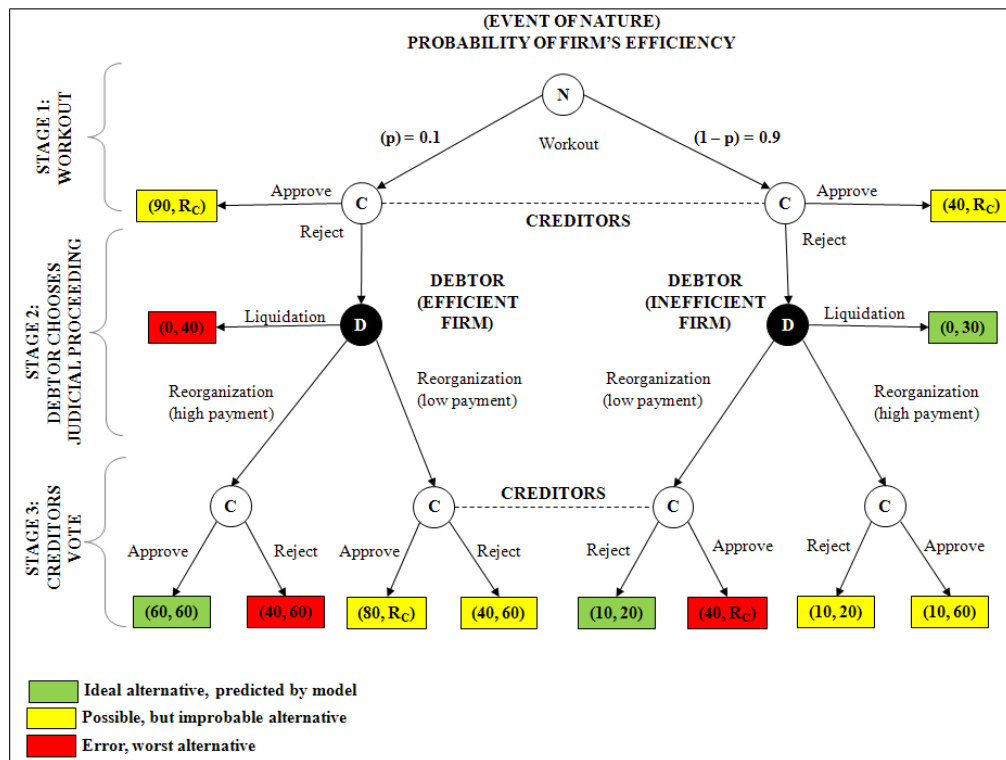 (EVENT OF NATURE)
PROBABILITY OF FIRM'S EFFICIENCY
STAGE 1:
WORKOUT
N
(p) = 0.1
Workout
(1 – p) = 0.9
(90, R_C)
Approve
C
CREDITORS
C
Approve
(40, R_C)
Reject
Reject
STAGE 2:
DEBTOR CHOOSES
JUDICIAL PROCEEDING
DEBTOR
(EFFICIENT
FIRM)
DEBTOR
(INEFFICIENT
FIRM)
(0, 40)
Liquidation
D
D
Liquidation
(0, 30)
Reorganization
(high payment)
Reorganization
(low payment)
Reorganization
(low payment)
Reorganization
(high payment)
STAGE 3:
CREDITORS
VOTE
C
C
CREDITORS
C
C
Approve
Reject
Approve
Reject
Reject
Approve
Reject
Approve
(60, 60)
(40, 60)
(80, R_C)
(40, 60)
(10, 20)
(40, R_C)
(10, 20)
(10, 60)
Ideal alternative, predicted by model
Possible, but improbable alternative
Error, worst alternative